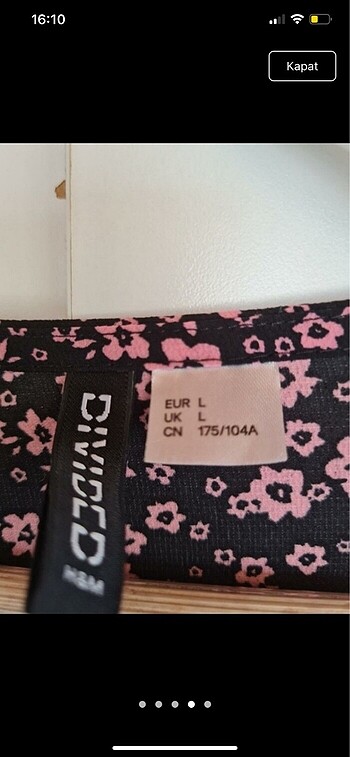 16:10
Kapat
EUR L
UK L
CN 175/104A
DIVIDED
H&M